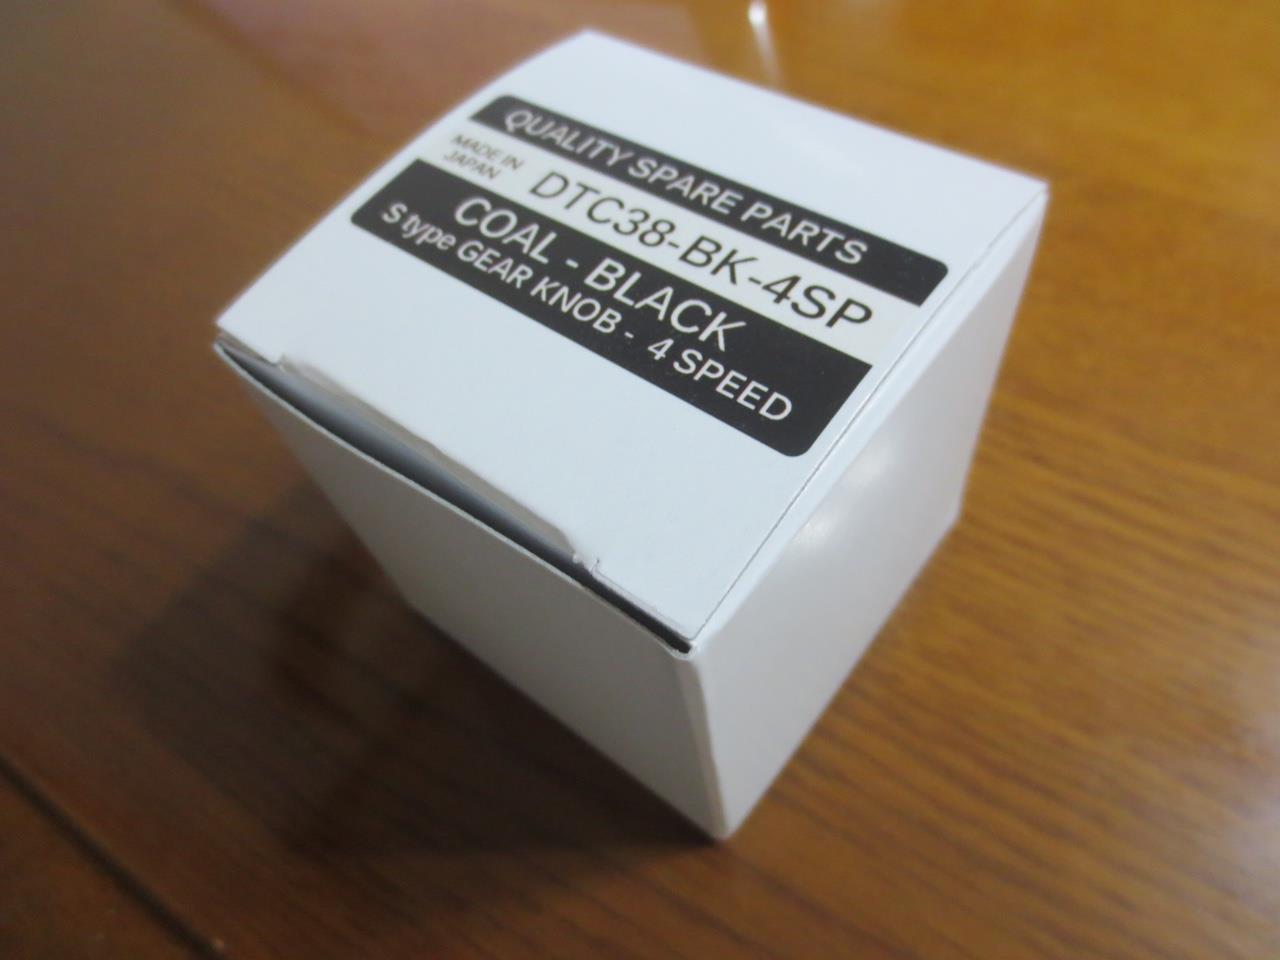 QUALITY SPARE PARTS
MADE IN
JAPAN
DTC38-BK-4SP
COAL - BLACK
S type GEAR KNOB - 4 SPEED